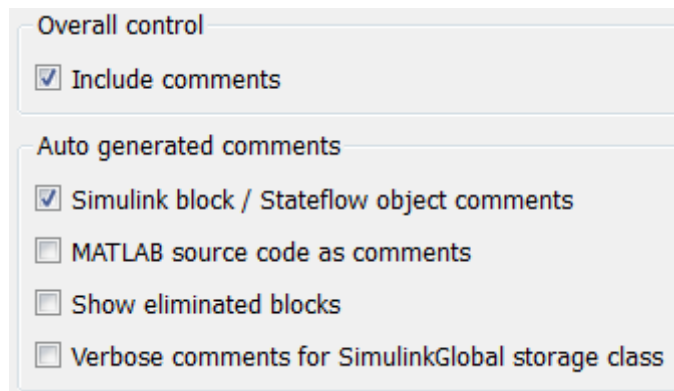 Overall control
Include comments
Auto generated comments
Simulink block / Stateflow object comments
MATLAB source code as comments
Show eliminated blocks
Verbose comments for SimulinkGlobal storage class